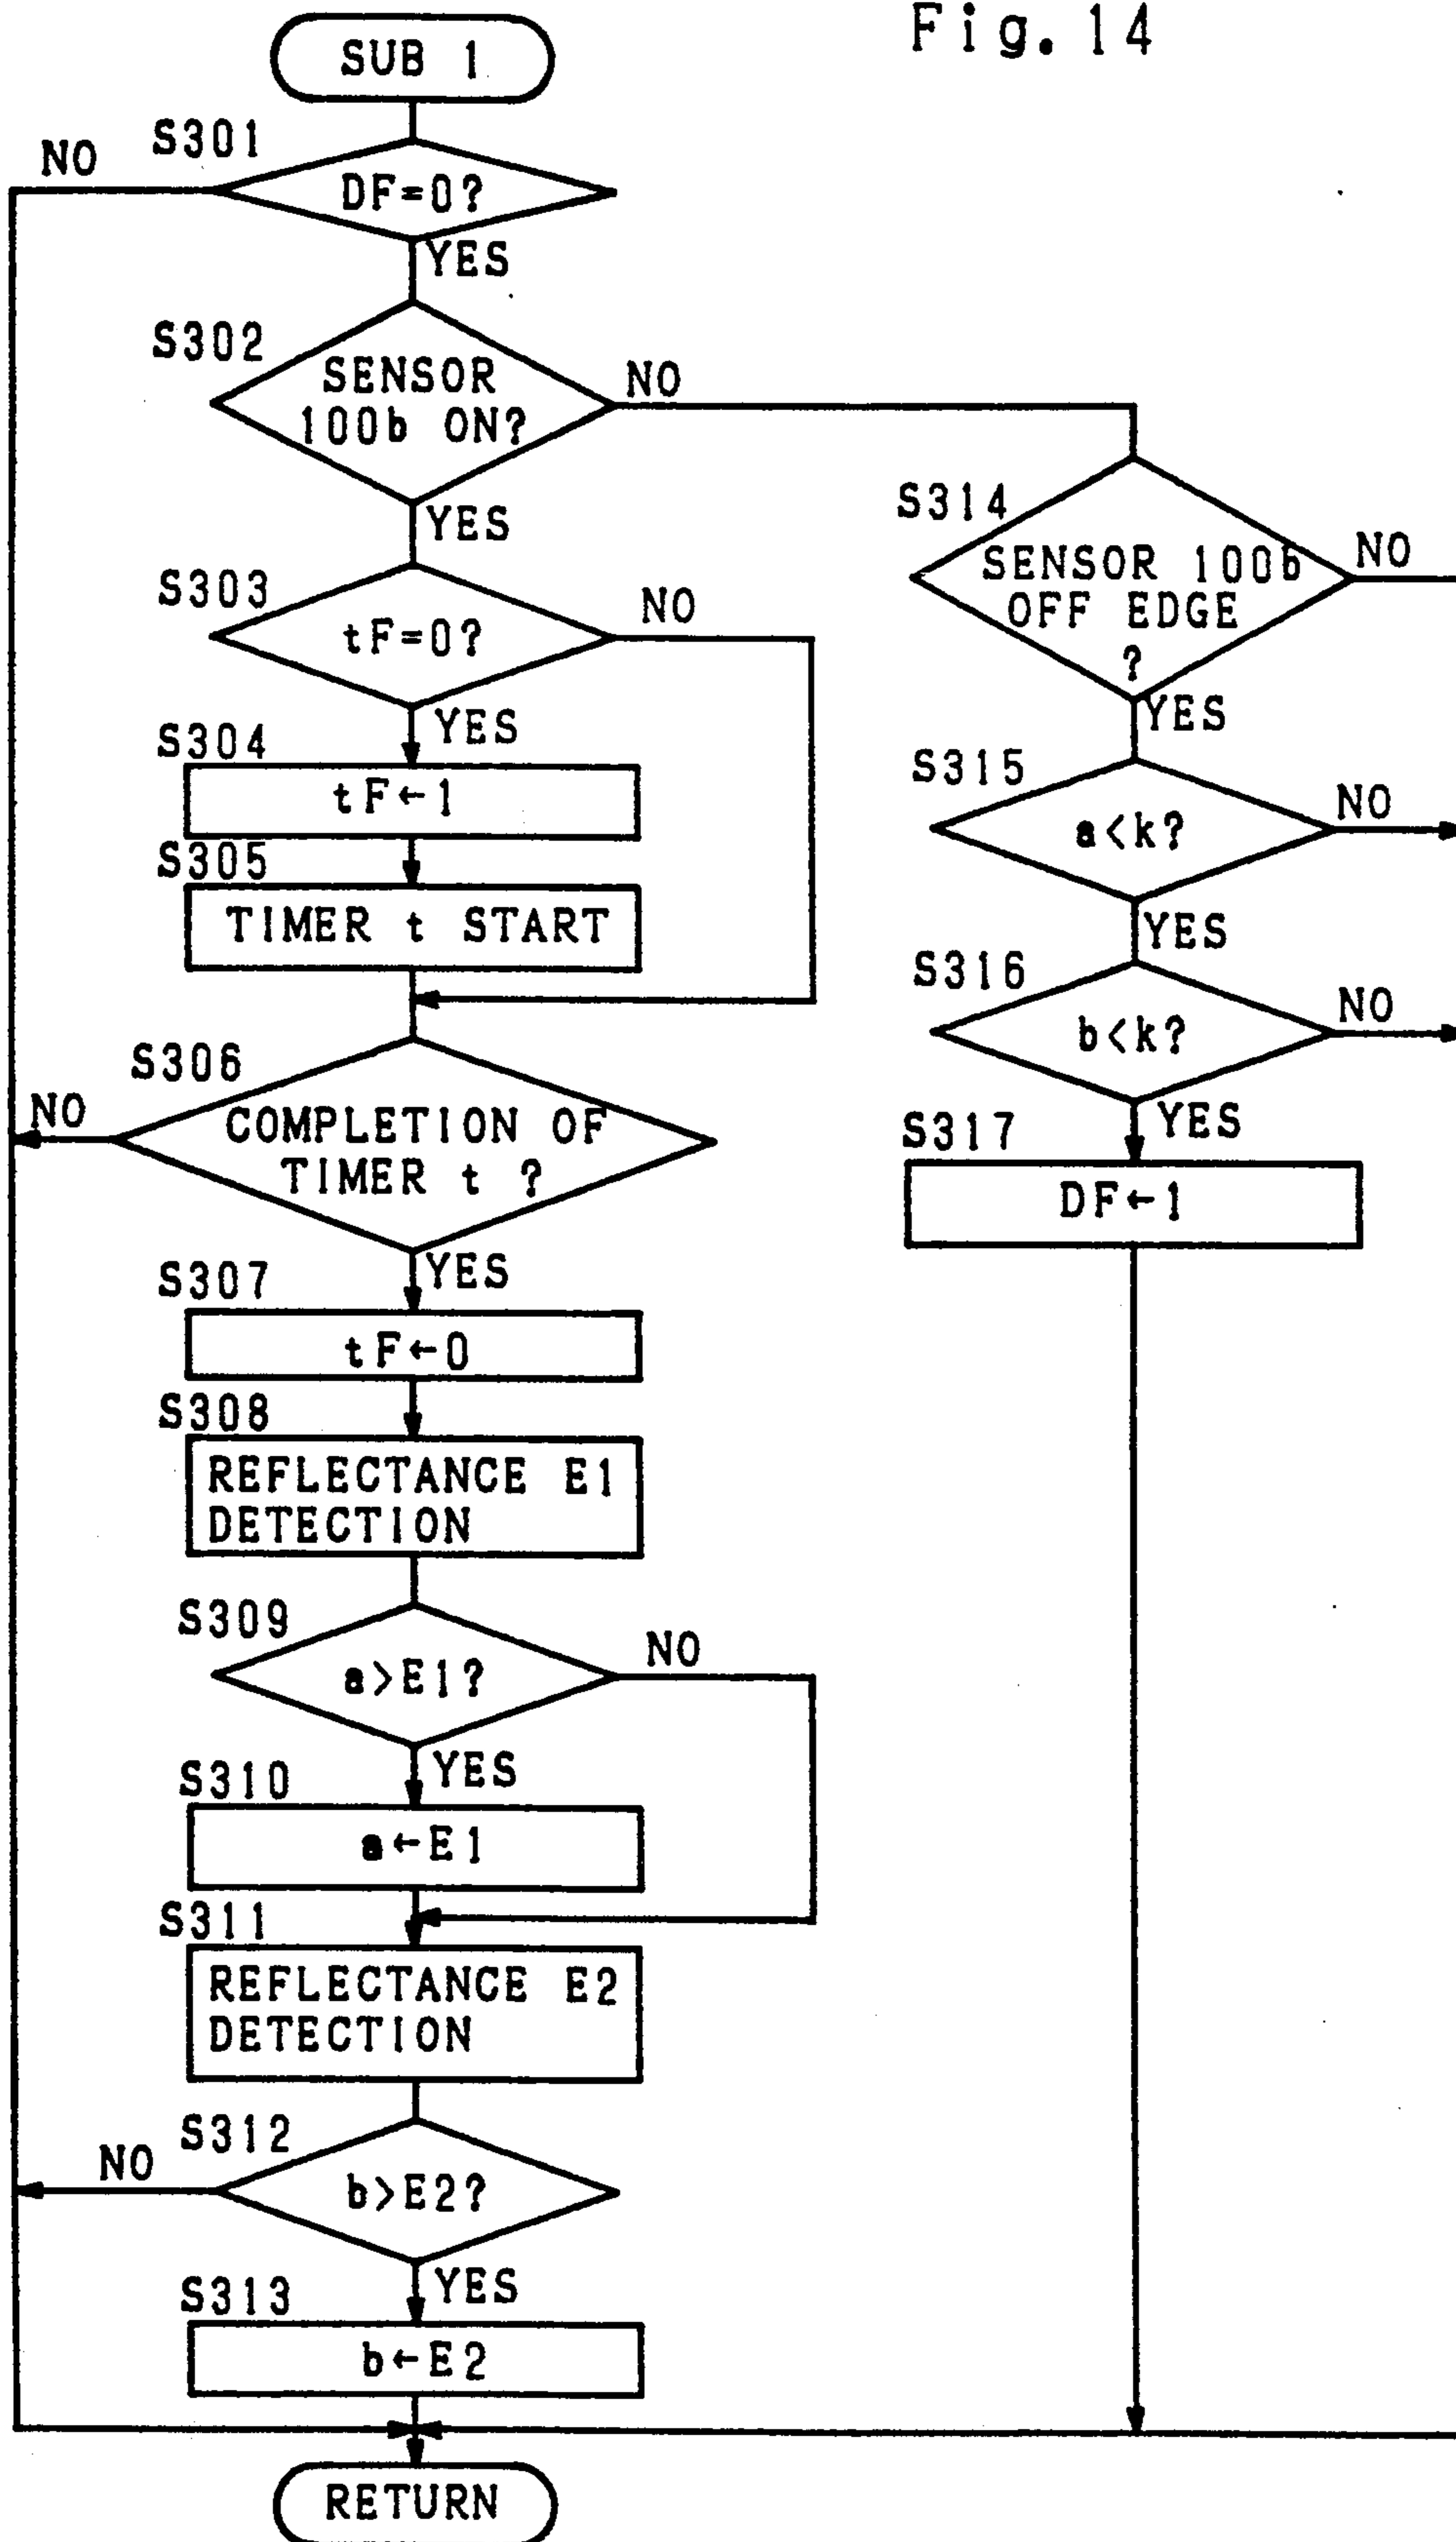 Fig. 14
SUB 1
S301
NO
DF=0?
YES
S302
SENSOR
100b ON?
NO
YES
S303
tF=0?
NO
YES
S304
tF←1
S305
TIMER t START
S306
NO
COMPLETION OF
TIMER t ?
YES
S307
tF←0
S308
REFLECTANCE E1
DETECTION
S309
a>E1?
NO
YES
S310
a←E1
S311
REFLECTANCE E2
DETECTION
S312
NO
b>E2?
YES
S313
b←E2
RETURN
S314
SENSOR 100b
OFF EDGE
?
NO
YES
S315
a<k?
NO
YES
S316
b<k?
NO
YES
S317
DF←1